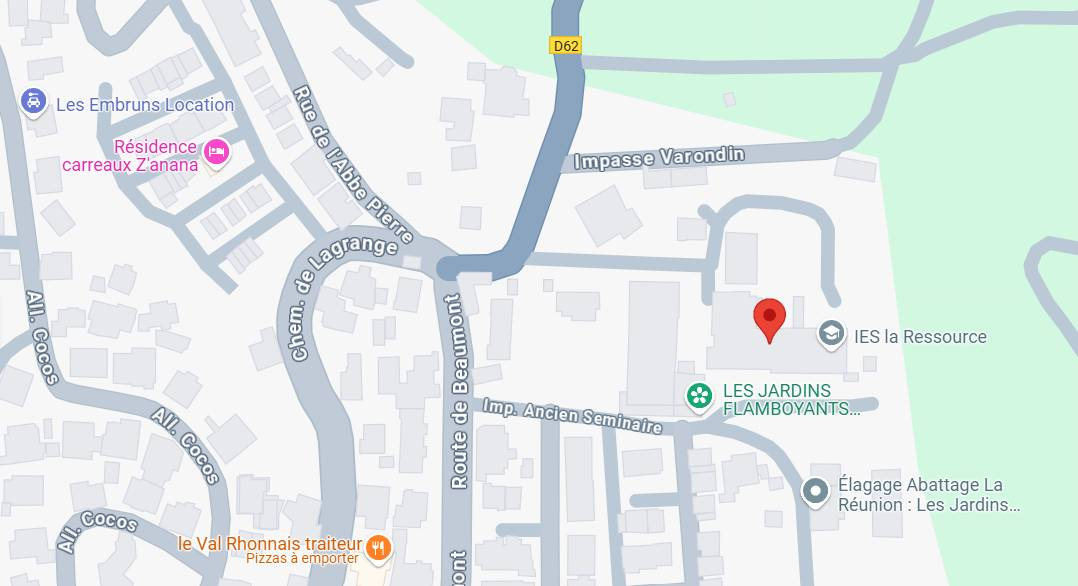 D62
Les Embruns Location
Rue de l'Abbe Pierre
Résidence
carreaux Z'anana
Impasse Varondin
Chem. de Lagrange
All. Cocos
Route de Beaumont
IES la Ressource
LES JARDINS
FLAMBOYANTS...
Imp. Ancien Seminaire
All. Cocos
Élagage Abattage La
Réunion : Les Jardins...
All. Cocos
le Val Rhonnais traiteur
Pizzas à emporter
ont